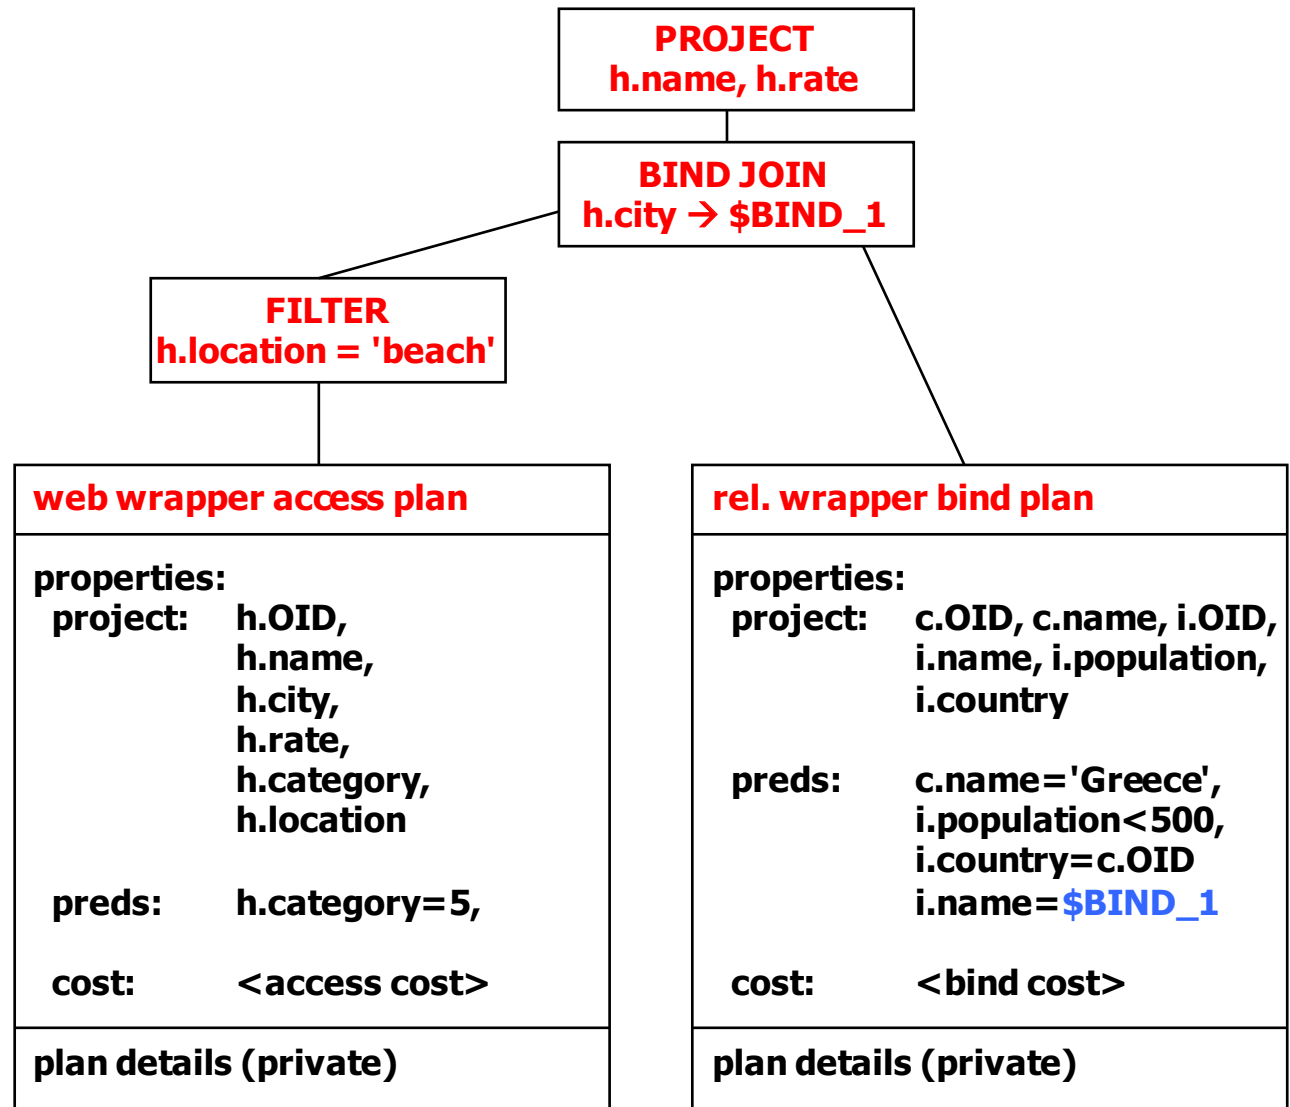 PROJECT
h.name, h.rate
BIND JOIN
h.city → $BIND_1
FILTER
h.location = 'beach'
web wrapper access plan
properties:
project: h.OID,
h.name,
h.city,
h.rate,
h.category,
h.location
preds: h.category=5,
cost: <access cost>
plan details (private)
rel. wrapper bind plan
properties:
project: c.OID, c.name, i.OID,
i.name, i.population,
i.country
preds: c.name='Greece',
i.population<500,
i.country=c.OID
i.name=$BIND_1
cost: <bind cost>
plan details (private)